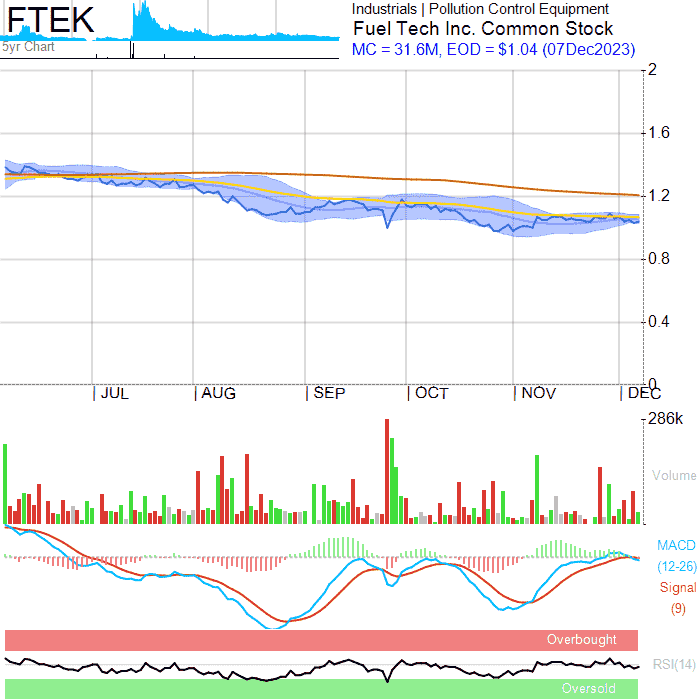 FTEK
5yr Chart
Industrials | Pollution Control Equipment
Fuel Tech Inc. Common Stock
MC = 31.6M, EOD = $1.04 (07Dec2023)
2
1.6
1.2
0.8
0.4
0
JUL AUG SEP OCT NOV DEC
286k
Volume
MACD
(12-26)
Signal
(9)
Overbought
RSI(14)
Oversold